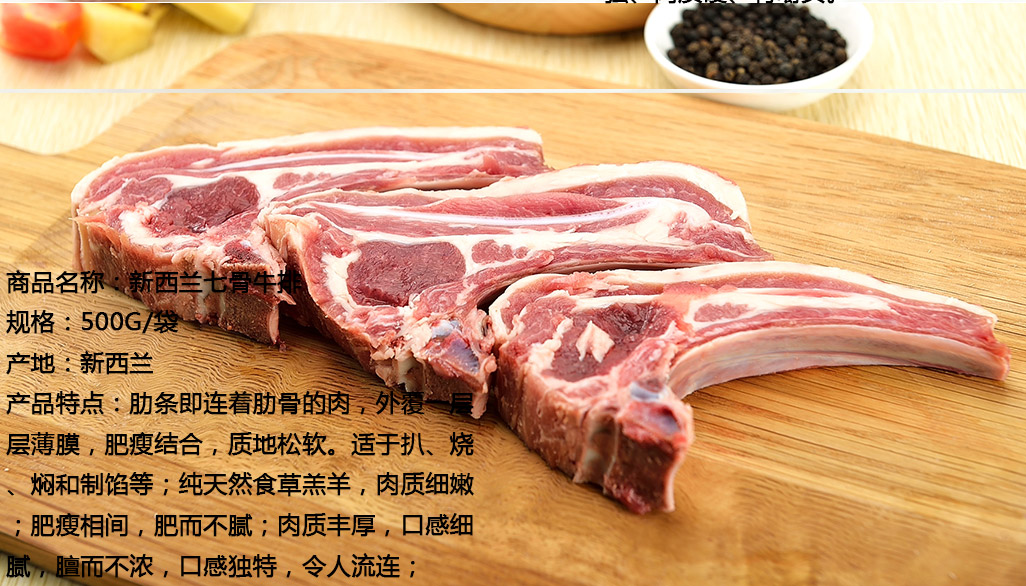 商品名称：新西兰七骨牛排
规格：500G/袋
产地：新西兰
产品特点：肋条即连着肋骨的肉，外覆一层
层薄膜，肥瘦结合，质地松软。适于扒、烧
、焖和制馅等；纯天然食草羔羊，肉质细嫩
；肥瘦相间，肥而不腻；肉质丰厚，口感细
腻，膻而不浓，口感独特，令人流连；